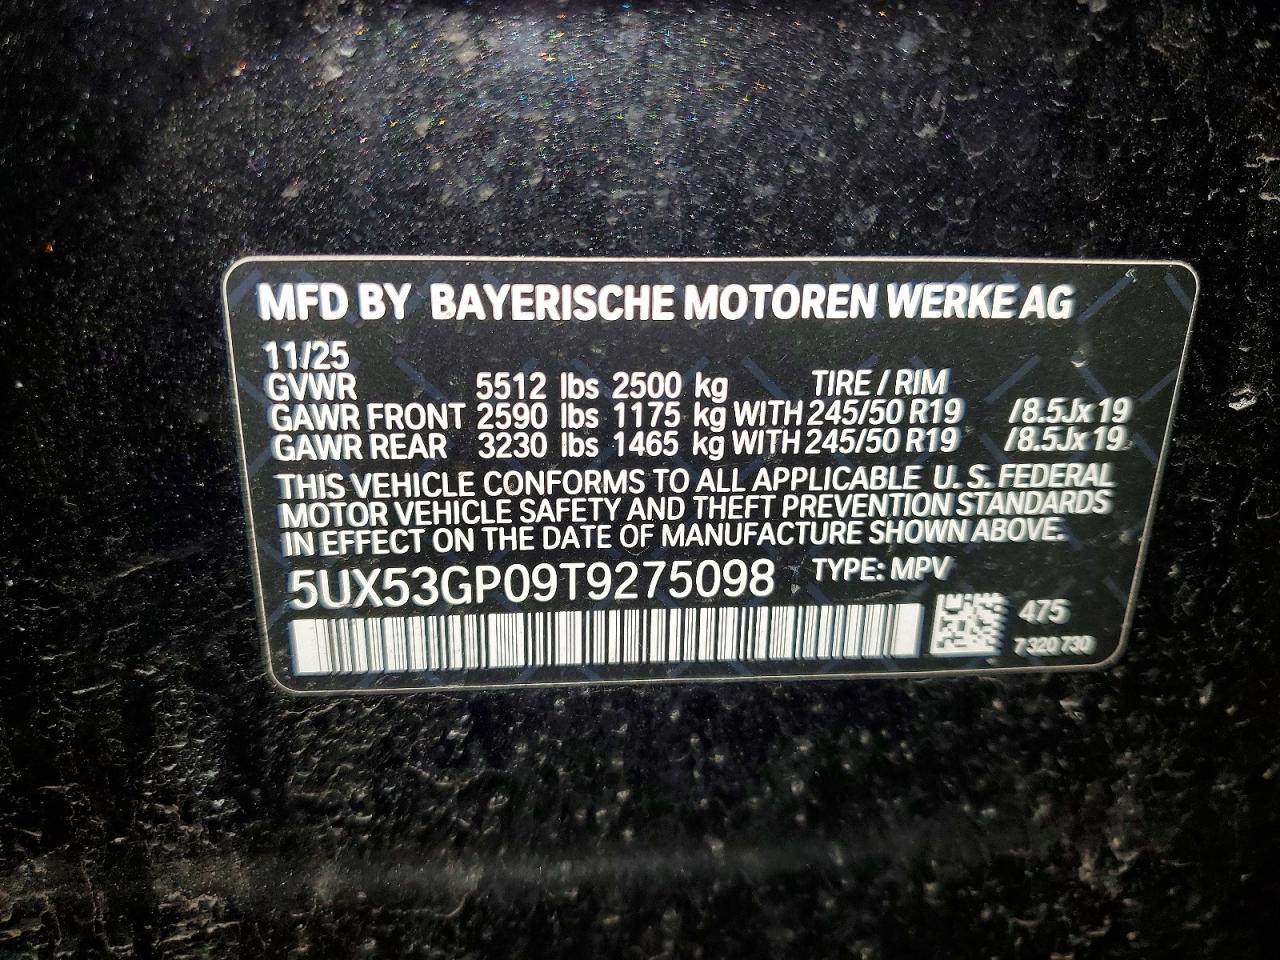 MFD BY BAYERISCHE MOTOREN WERKE AG
11/25
GVWR 5512 lbs 2500 kg TIRE / RIM
GAWR FRONT 2590 lbs 1175 kg WITH 245/50 R19 /8.5Jx19
GAWR REAR 3230 lbs 1465 kg WITH 245/50 R19 /8.5Jx19
THIS VEHICLE CONFORMS TO ALL APPLICABLE U.S. FEDERAL
MOTOR VEHICLE SAFETY AND THEFT PREVENTION STANDARDS
IN EFFECT ON THE DATE OF MANUFACTURE SHOWN ABOVE.
5UX53GP09T9275098 TYPE: MPV
475
7 320 730